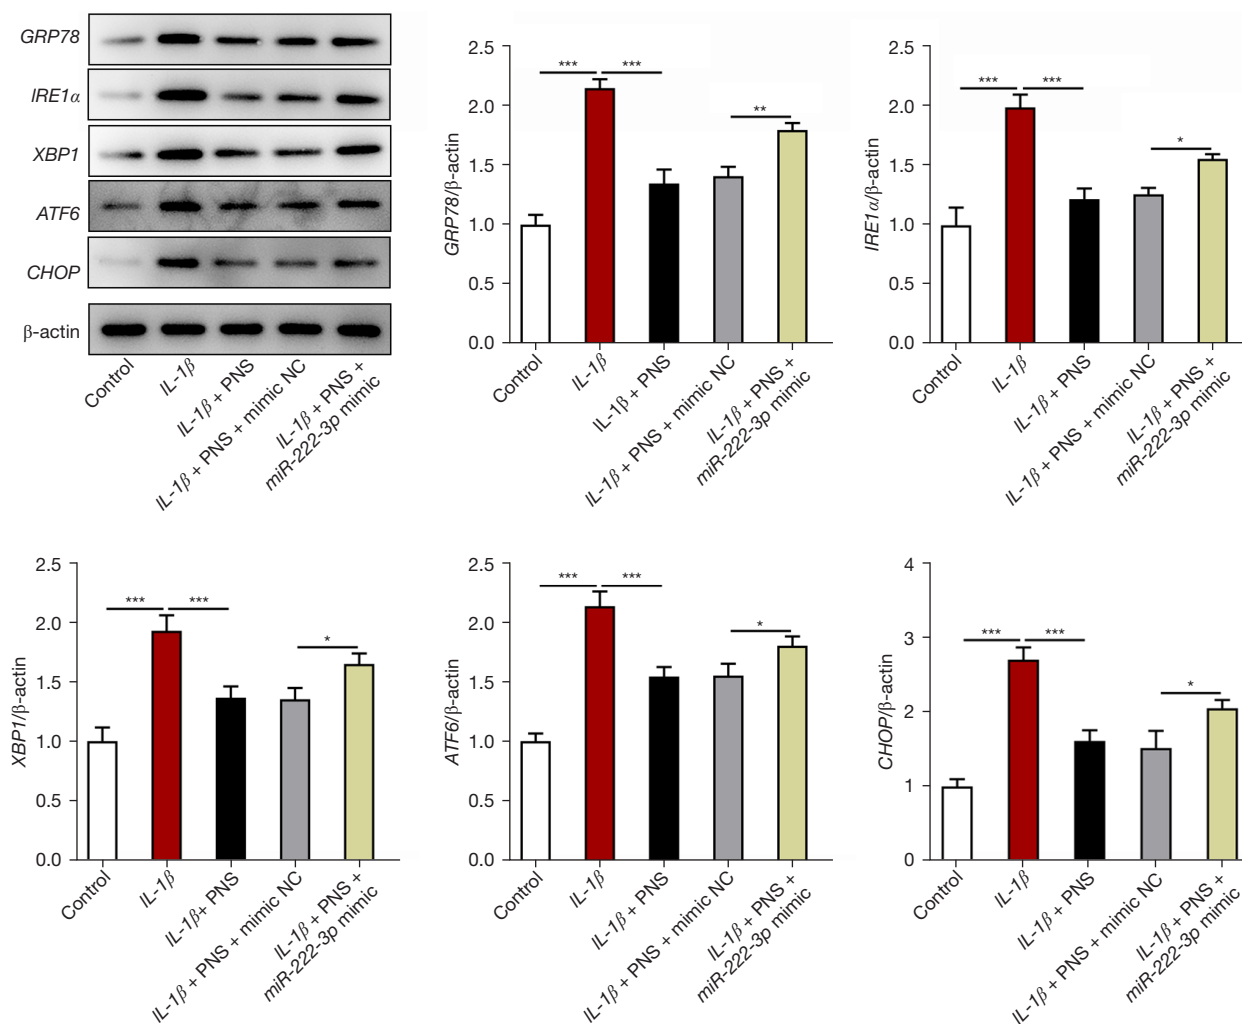 GRP78
IRE1α
XBP1
ATF6
CHOP
β-actin
Control
IL-1β
IL-1β + PNS
IL-1β + PNS + mimic NC
IL-1β + PNS +
miR-222-3p mimic
GRP78/β-actin
2.5
2.0
1.5
1.0
0.5
0.0
***
***
**
Control
IL-1β
IL-1β + PNS
IL-1β + PNS + mimic NC
IL-1β + PNS +
miR-222-3p mimic
IRE1α/β-actin
2.5
2.0
1.5
1.0
0.5
0.0
***
***
*
Control
IL-1β
IL-1β + PNS
IL-1β + PNS + mimic NC
IL-1β + PNS +
miR-222-3p mimic
XBP1/β-actin
2.5
2.0
1.5
1.0
0.5
0.0
***
***
*
Control
IL-1β
IL-1β+ PNS
IL-1β + PNS + mimic NC
IL-1β + PNS +
miR-222-3p mimic
ATF6/β-actin
2.5
2.0
1.5
1.0
0.5
0.0
***
***
*
Control
IL-1β
IL-1β + PNS
IL-1β + PNS + mimic NC
IL-1β + PNS +
miR-222-3p mimic
CHOP/β-actin
4
3
2
1
0
***
***
*
Control
IL-1β
IL-1β + PNS
IL-1β + PNS + mimic NC
IL-1β + PNS +
miR-222-3p mimic